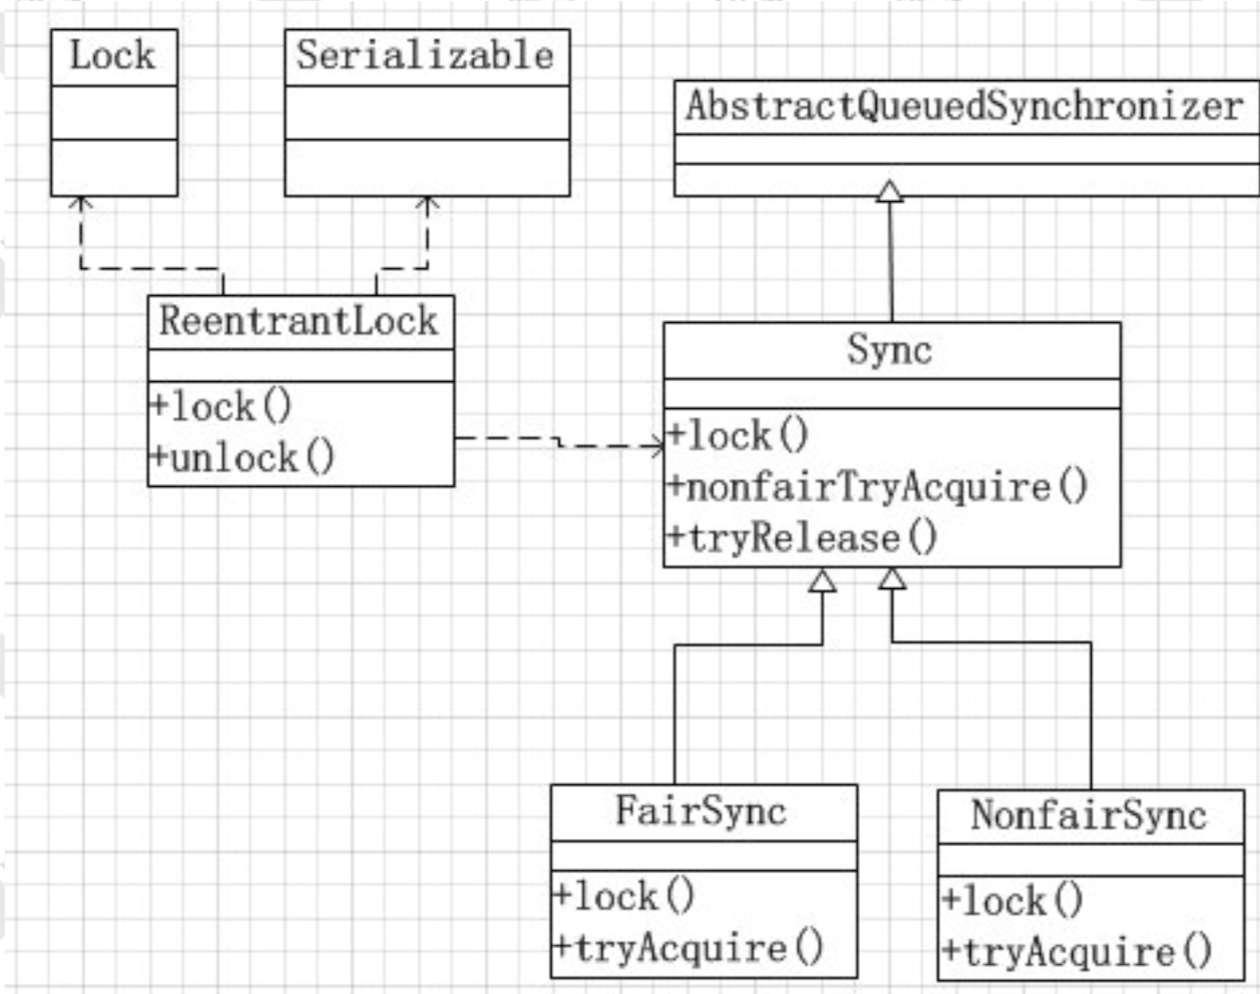 Lock
Serializable
AbstractQueuedSynchronizer
ReentrantLock
+lock()
+unlock()
Sync
+lock()
+nonfairTryAcquire()
+tryRelease()
FairSync
+lock()
+tryAcquire()
NonfairSync
+lock()
+tryAcquire()